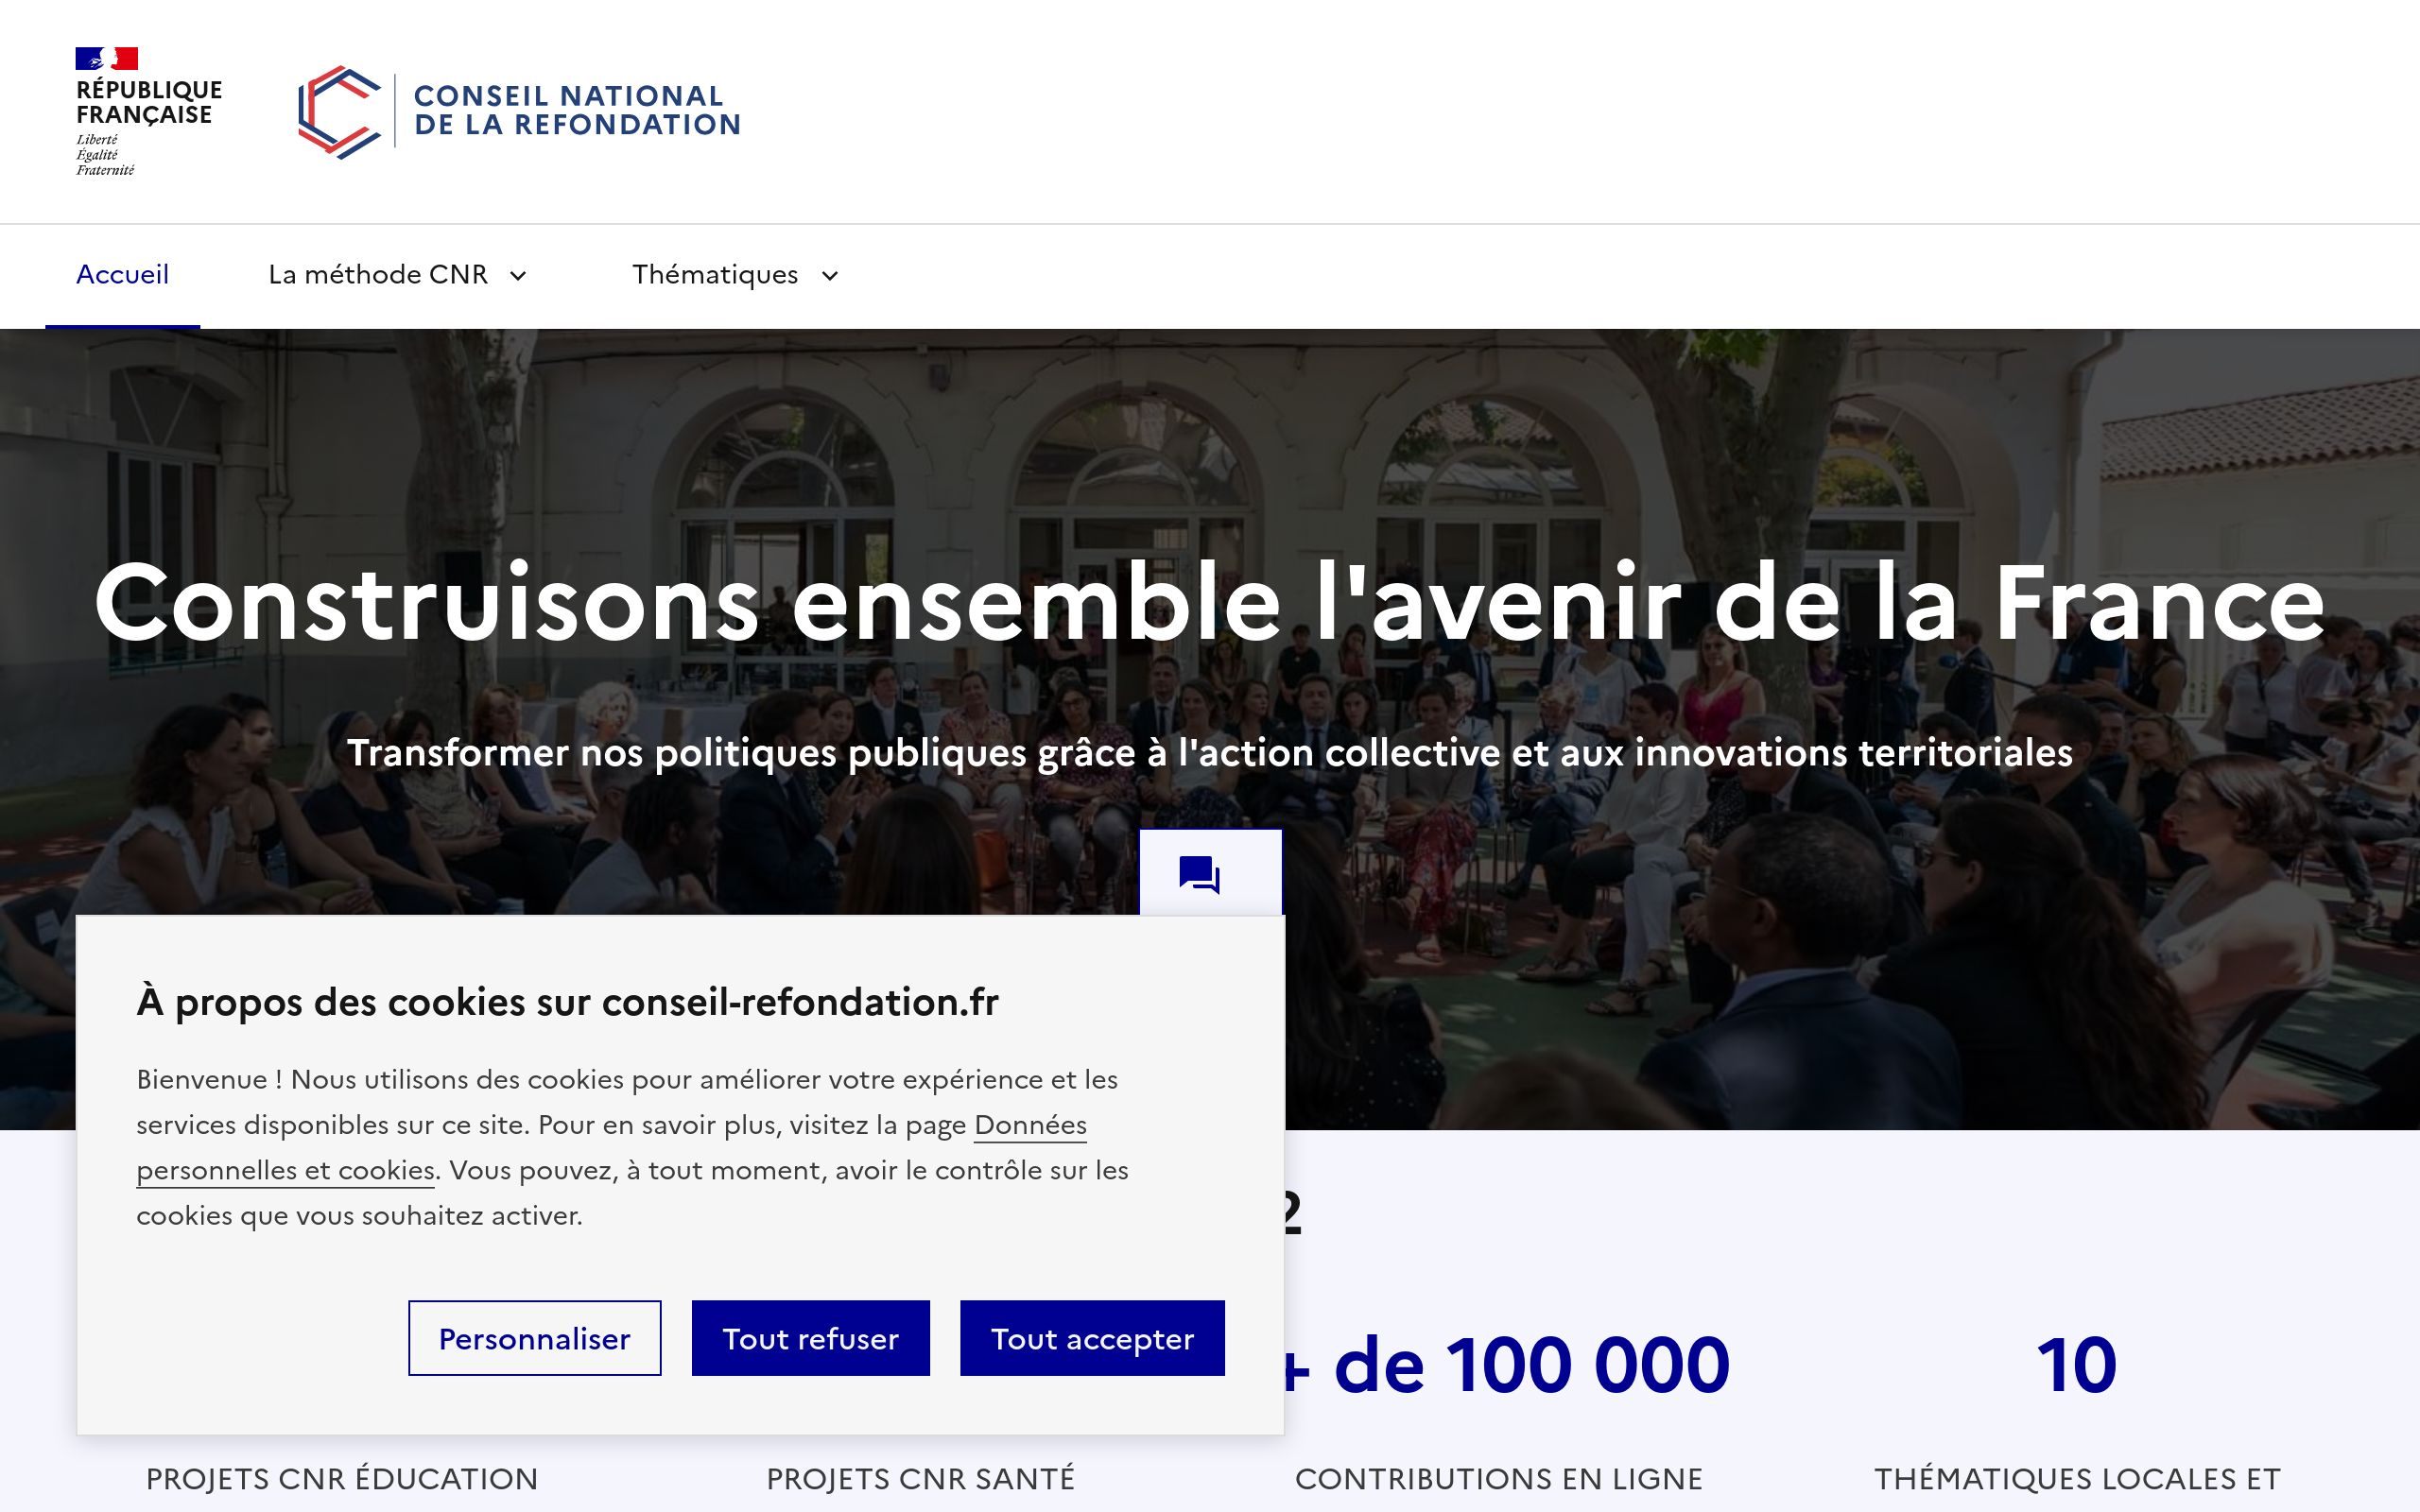 RÉPUBLIQUE
FRANÇAISE
Liberté
Égalité
Fraternité
CONSEIL NATIONAL
DE LA REFONDATION
Accueil
La méthode CNR
Thématiques
Construisons ensemble l'avenir de la France
Transformer nos politiques publiques grâce à l'action collective et aux innovations territoriales
À propos des cookies sur conseil-refondation.fr
Bienvenue ! Nous utilisons des cookies pour améliorer votre expérience et les
services disponibles sur ce site. Pour en savoir plus, visitez la page Données
personnelles et cookies. Vous pouvez, à tout moment, avoir le contrôle sur les
cookies que vous souhaitez activer.
Personnaliser
Tout refuser
Tout accepter
2
+ de 100 000
10
PROJETS CNR ÉDUCATION
PROJETS CNR SANTÉ
CONTRIBUTIONS EN LIGNE
THÉMATIQUES LOCALES ET